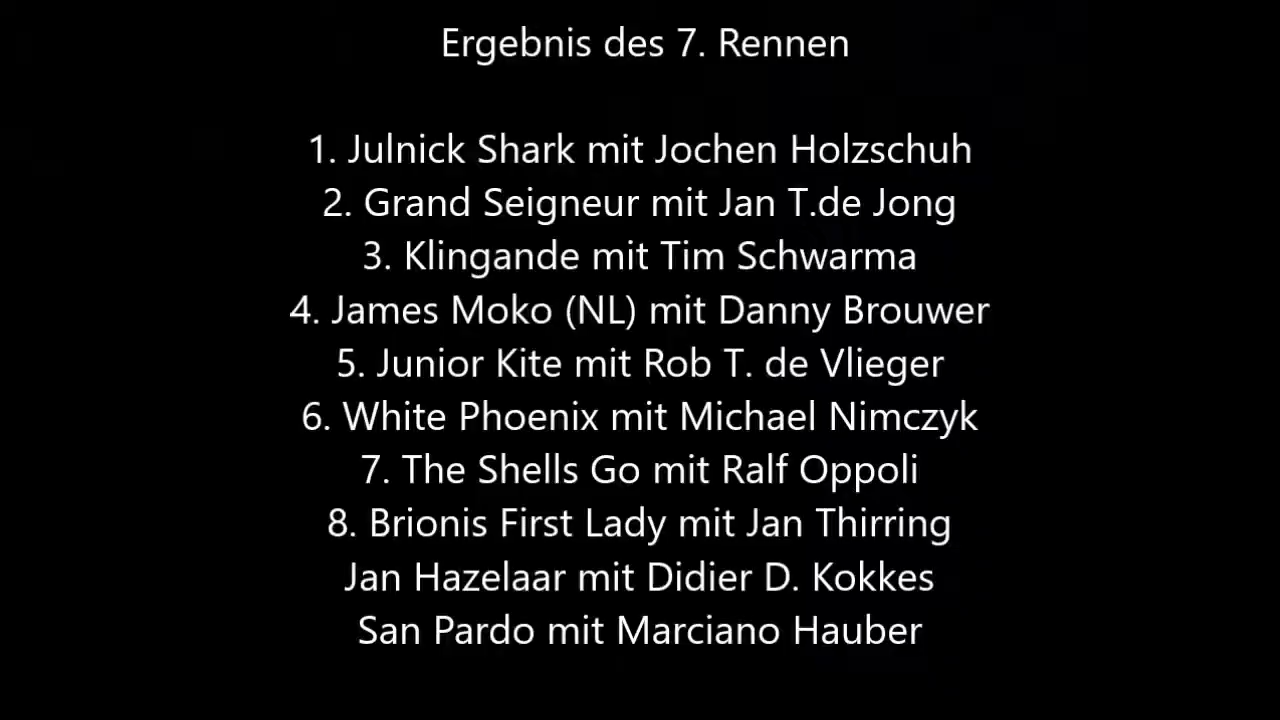 Ergebnis des 7. Rennen
1. Julnick Shark mit Jochen Holzschuh
2. Grand Seigneur mit Jan T.de Jong
3. Klingande mit Tim Schwarma
4. James Moko (NL) mit Danny Brouwer
5. Junior Kite mit Rob T. de Vlieger
6. White Phoenix mit Michael Nimczyk
7. The Shells Go mit Ralf Oppoli
8. Brionis First Lady mit Jan Thirring
Jan Hazelaar mit Didier D. Kokkes
San Pardo mit Marciano Hauber